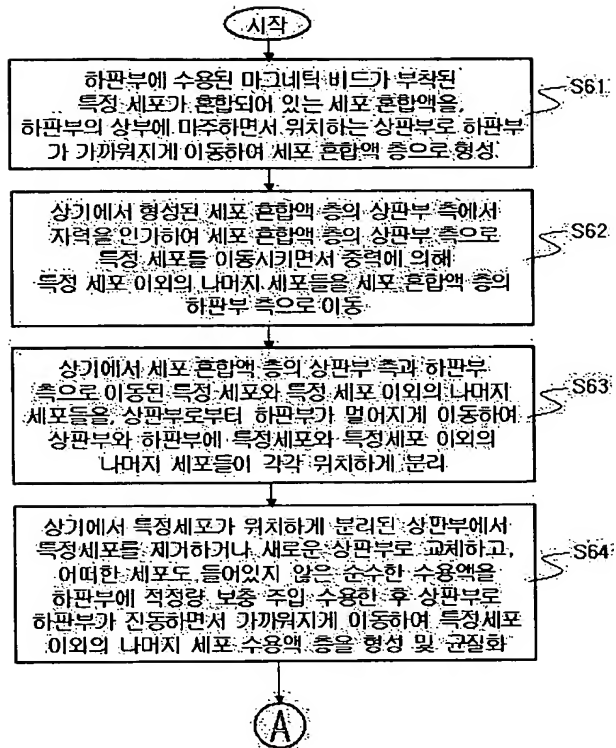 시작
하판부에 수용된 마그네틱 비드가 부착된
특정 세포가 혼합되어 있는 세포 혼합액을,
하판부의 상부에 마주하면서 위치하는 상판부로 하판부
가 가까워지게 이동하여 세포 혼합액 층으로 형성.
S61
상기에서 형성된 세포 혼합액 층의 상판부 측에서
자력을 인가하여 세포 혼합액 층의 상판부 측으로
특정 세포를 이동시키면서 중력에 의해
특정 세포 이외의 나머지 세포들을 세포 혼합액 층의
하판부 측으로 이동
S62
상기에서 세포 혼합액 층의 상판부 측과 하판부
측으로 이동된 특정 세포와 특정 세포 이외의 나머지
세포들을, 상판부로부터 하판부가 멀어지게 이동하여
상판부와 하판부에 특정세포와 특정세포 이외의
나머지 세포들이 각각 위치하게 분리
S63
상기에서 특정세포가 위치하게 분리된 상판부에서
특정세포를 제거하거나 새로운 상판부로 교체하고,
어떠한 세포도 들어있지 않은 순수한 수용액을
하판부에 적정량 보충 주입 수용한 후 상판부로
하판부가 진동하면서 가까워지게 이동하여 특정세포
이외의 나머지 세포 수용액 층을 형성 및 균질화
S64
A